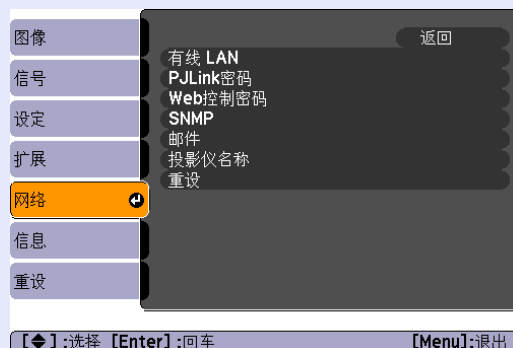 图像
信号
设定
扩展
网络
信息
重设
返回
有线 LAN
PJLink密码
Web控制密码
SNMP
邮件
投影仪名称
重设
[◆]:选择 [Enter]:回车 [Menu]:退出